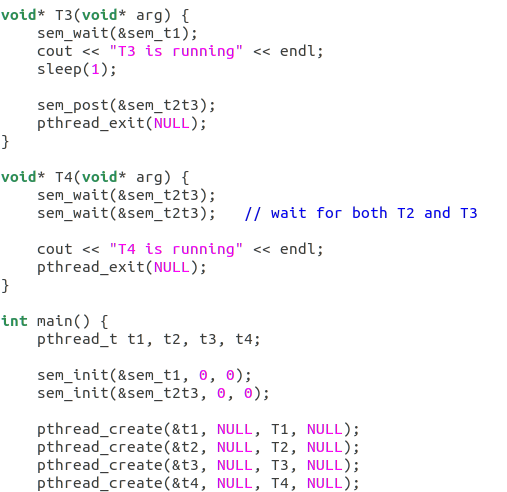 void* T3(void* arg) {
    sem_wait(&sem_t1);
    cout << "T3 is running" << endl;
    sleep(1);

    sem_post(&sem_t2t3);
    pthread_exit(NULL);
}

void* T4(void* arg) {
    sem_wait(&sem_t2t3);
    sem_wait(&sem_t2t3);   // wait for both T2 and T3

    cout << "T4 is running" << endl;
    pthread_exit(NULL);
}

int main() {
    pthread_t t1, t2, t3, t4;

    sem_init(&sem_t1, 0, 0);
    sem_init(&sem_t2t3, 0, 0);

    pthread_create(&t1, NULL, T1, NULL);
    pthread_create(&t2, NULL, T2, NULL);
    pthread_create(&t3, NULL, T3, NULL);
    pthread_create(&t4, NULL, T4, NULL);